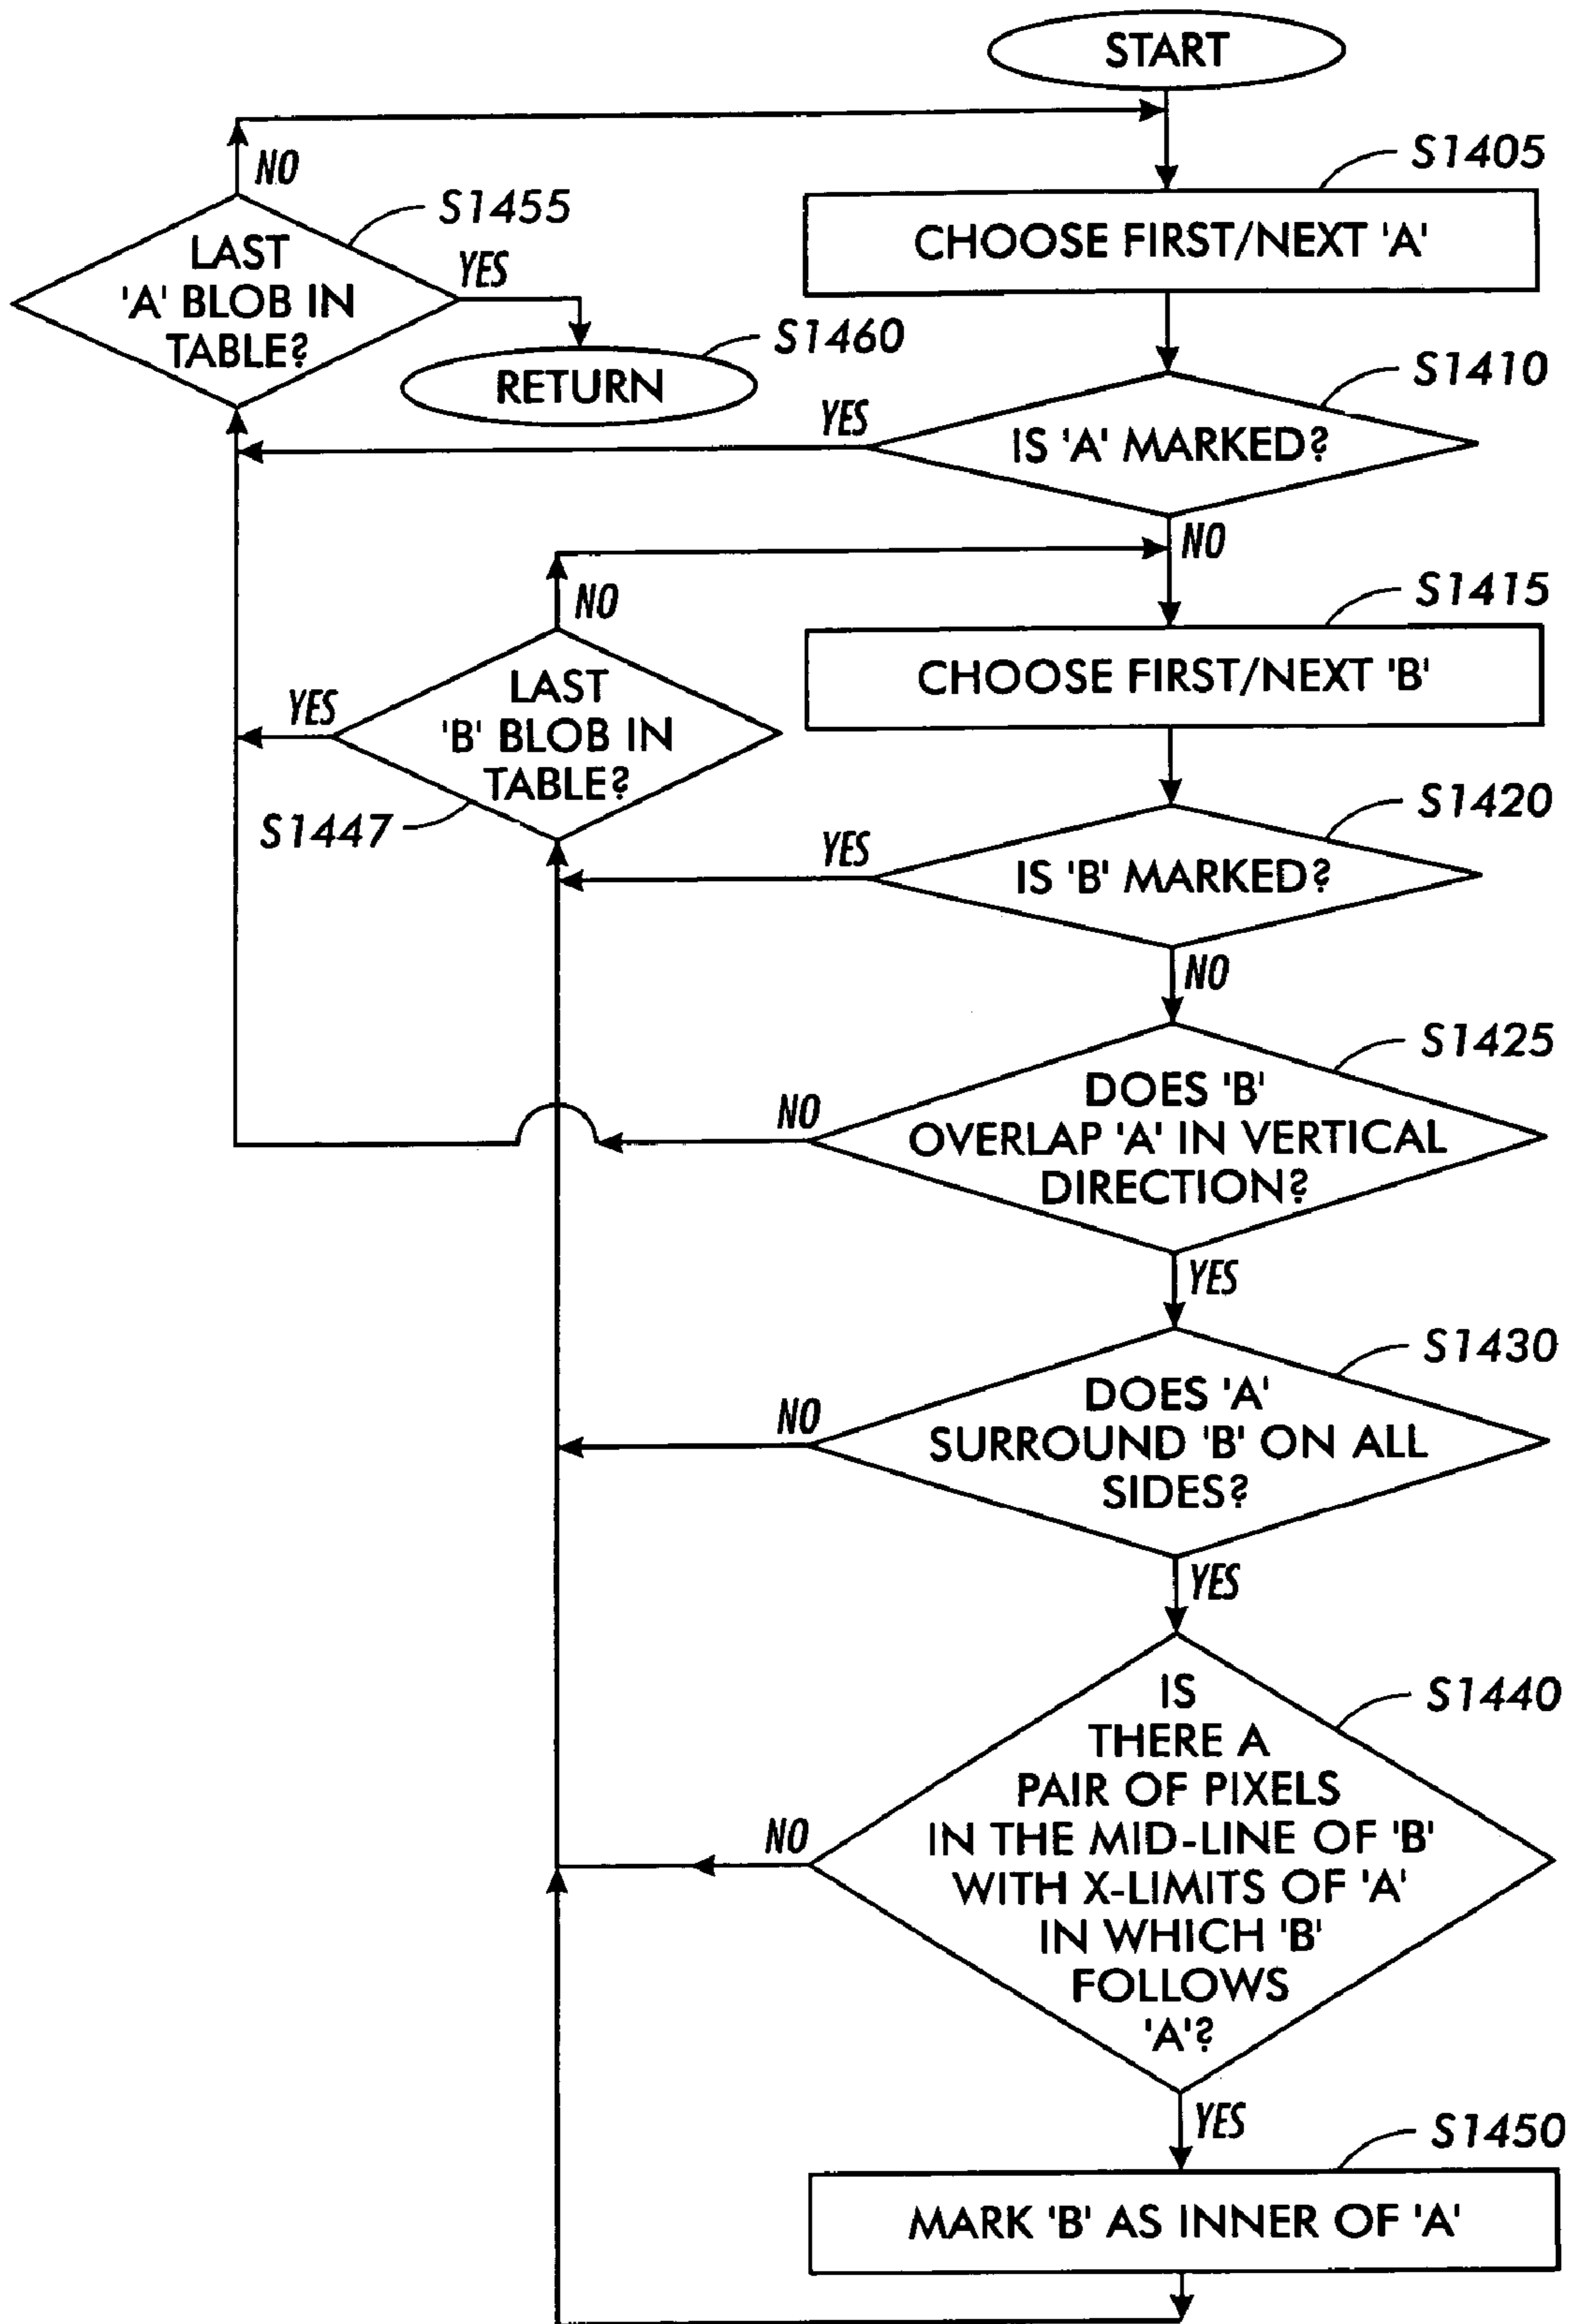 START
NO
S1405
S1455
LAST
'A' BLOB IN
TABLE?
YES
CHOOSE FIRST/NEXT 'A'
S1460
RETURN
S1410
YES
IS 'A' MARKED?
NO
NO
S1415
LAST
'B' BLOB IN
TABLE?
YES
CHOOSE FIRST/NEXT 'B'
S1447
S1420
YES
IS 'B' MARKED?
NO
S1425
DOES 'B'
OVERLAP 'A' IN VERTICAL
DIRECTION?
NO
YES
S1430
DOES 'A'
SURROUND 'B' ON ALL
SIDES?
NO
YES
S1440
IS
THERE A
PAIR OF PIXELS
IN THE MID-LINE OF 'B'
WITH X-LIMITS OF 'A'
IN WHICH 'B'
FOLLOWS
'A'?
NO
YES
S1450
MARK 'B' AS INNER OF 'A'